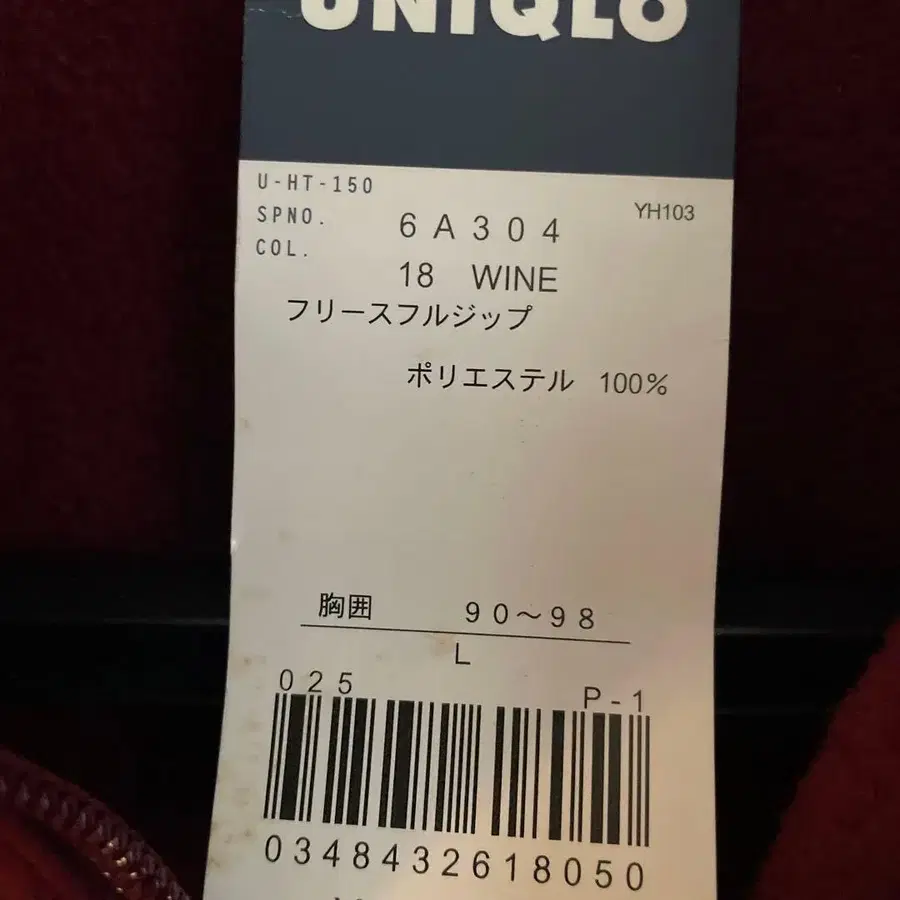 UNIQLO
U-HT-150
SPNO. 6A304 YH103
COL. 18 WINE
フリースフルジップ
ポリエステル 100%
胸囲 90～98
L
025 P-1
0348432618050